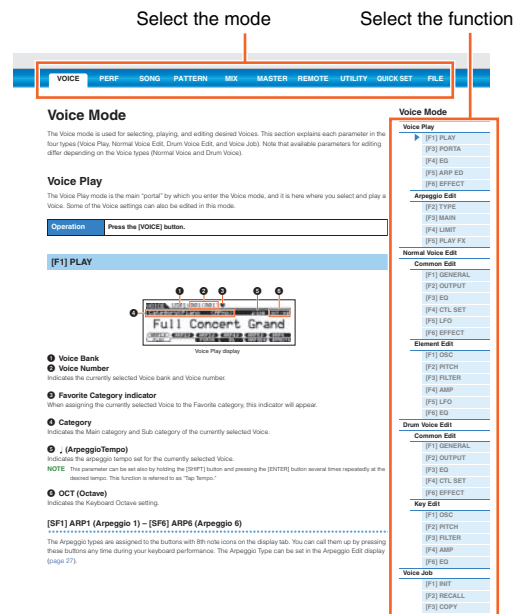 Select the mode
Select the function
VOICE PERF SONG PATTERN MIX MASTER REMOTE UTILITY QUICK SET FILE
Voice Mode
The Voice mode is used for selecting, playing, and editing desired Voices. This section explains each parameter in the
four types (Voice Play, Normal Voice Edit, Drum Voice Edit, and Voice Job). Note that available parameters for editing
differ depending on the Voice types (Normal Voice and Drum Voice).
Voice Play
The Voice Play mode is the main “portal” by which you enter the Voice mode, and it is here where you select and play a
Voice. Some of the Voice settings can also be edited in this mode.
Operation Press the [VOICE] button.
[F1] PLAY
1 2 3 5 6
4
Full Concert Grand
Voice Play display
1 Voice Bank
2 Voice Number
Indicates the currently selected Voice bank and Voice number.
3 Favorite Category indicator
When assigning the currently selected Voice to the Favorite category, this indicator will appear.
4 Category
Indicates the Main category and Sub category of the currently selected Voice.
5 ♩ (ArpeggioTempo)
Indicates the arpeggio tempo set for the currently selected Voice.
NOTE This parameter can be set also by holding the [SHIFT] button and pressing the [ENTER] button several times repeatedly at the
desired tempo. This function is referred to as “Tap Tempo.”
6 OCT (Octave)
Indicates the Keyboard Octave setting.
[SF1] ARP1 (Arpeggio 1) – [SF6] ARP6 (Arpeggio 6)
The Arpeggio types are assigned to the buttons with 8th note icons on the display tab. You can call them up by pressing
these buttons any time during your keyboard performance. The Arpeggio Type can be set in the Arpeggio Edit display
(page 27).
Voice Mode
Voice Play
[F1] PLAY
[F3] PORTA
[F4] EG
[F5] ARP ED
[F6] EFFECT
Arpeggio Edit
[F2] TYPE
[F3] MAIN
[F4] LIMIT
[F5] PLAY FX
Normal Voice Edit
Common Edit
[F1] GENERAL
[F2] OUTPUT
[F3] EQ
[F4] CTL SET
[F5] LFO
[F6] EFFECT
Element Edit
[F1] OSC
[F2] PITCH
[F3] FILTER
[F4] AMP
[F5] LFO
[F6] EQ
Drum Voice Edit
Common Edit
[F1] GENERAL
[F2] OUTPUT
[F3] EQ
[F4] CTL SET
[F6] EFFECT
Key Edit
[F1] OSC
[F2] PITCH
[F3] FILTER
[F4] AMP
[F6] EQ
Voice Job
[F1] INIT
[F2] RECALL
[F3] COPY